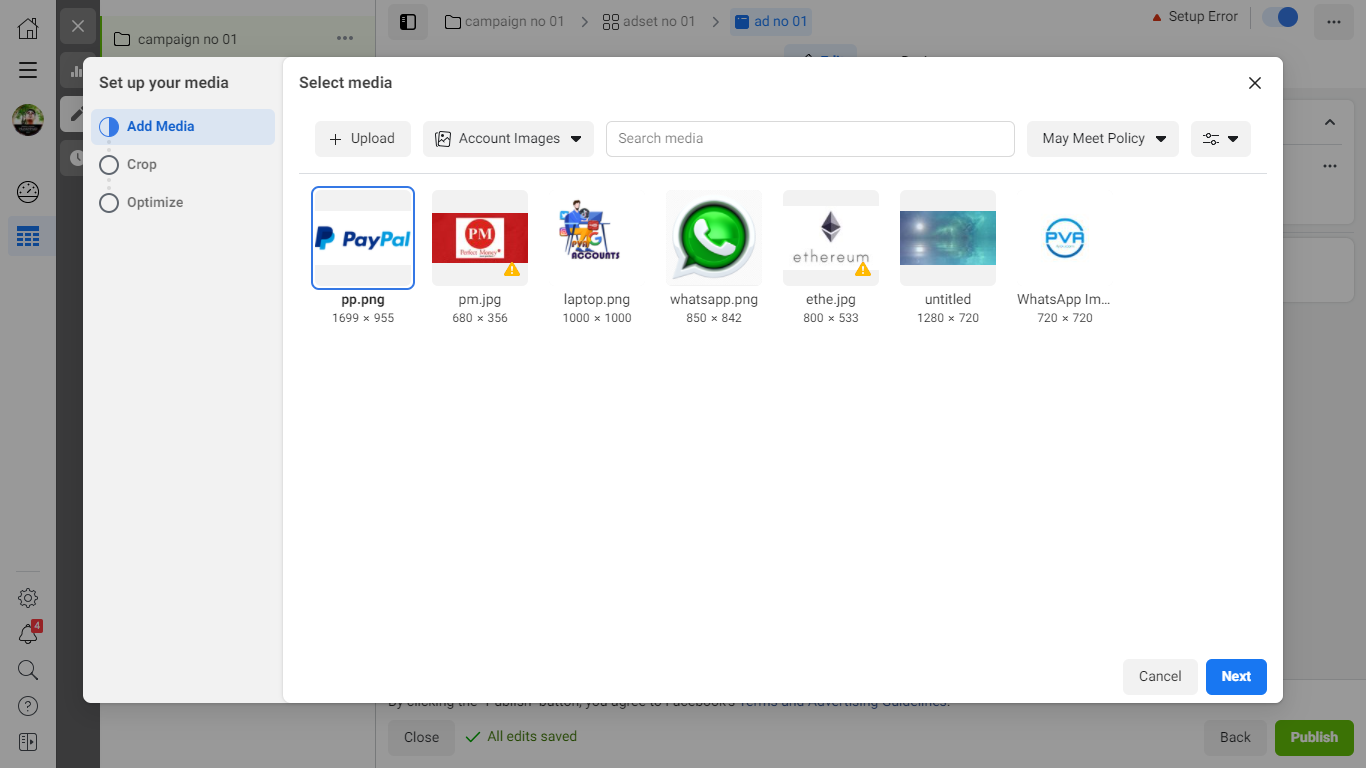 campaign no 01
campaign no 01
adset no 01
ad no 01
Setup Error
Set up your media
Add Media
Crop
Optimize
Select media
Upload
Account Images
Search media
May Meet Policy
PayPal
PM
Perfect Money
PVA
ACCOUNTS
ethereum
PVA
pp.png
1699 × 955
pm.jpg
680 × 356
laptop.png
1000 × 1000
whatsapp.png
850 × 842
ethe.jpg
800 × 533
untitled
1280 × 720
WhatsApp Im...
720 × 720
4
Cancel
Next
By clicking the "Publish" button, you agree to Facebook's Terms and Advertising Guidelines.
Close
All edits saved
Back
Publish